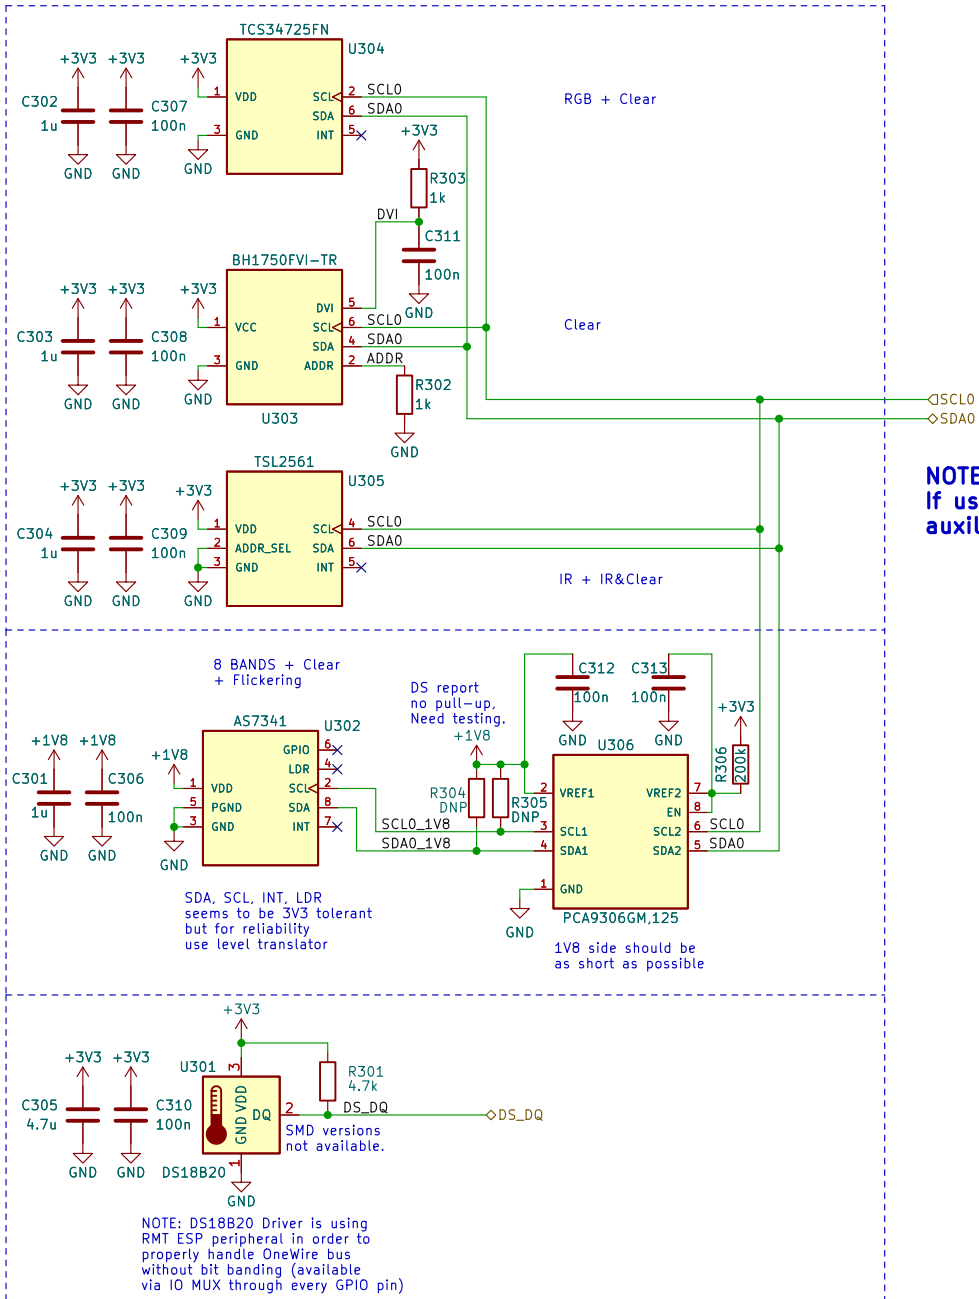 TCS34725FN
U304
+3V3
+3V3
+3V3
C302
1u
C307
100n
1 VDD
SCL 2
SCL0
SDA 6
SDA0
3 GND
INT 5
GND
GND
GND
RGB + Clear
+3V3
R303
1k
DVI
C311
100n
GND
BH1750FVI-TR
+3V3
+3V3
+3V3
C303
1u
C308
100n
DVI 5
1 VCC
SCL 6
SCL0
SDA 4
SDA0
3 GND
ADDR 2
ADDR
R302
1k
GND
GND
GND
GND
U303
Clear
SCL0
SDA0
NOTE
If us
auxil
TSL2561
U305
+3V3
+3V3
+3V3
C304
1u
C309
100n
1 VDD
SCL 4
SCL0
2 ADDR_SEL
SDA 6
SDA0
3 GND
INT 5
GND
GND
GND
IR + IR&Clear
8 BANDS + Clear
+ Flickering
DS report
no pull-up,
Need testing.
+1V8
C312
100n
GND
C313
100n
GND
+3V3
R306
200k
AS7341
U302
+1V8
+1V8
+1V8
C301
1u
C306
100n
GPIO 6
LDR 4
1 VDD
SCL 2
5 PGND
SDA 8
3 GND
INT 7
GND
GND
GND
R304
DNP
R305
DNP
SCL0_1V8
SDA0_1V8
U306
2 VREF1
VREF2 7
EN 8
3 SCL1
SCL2 6
SCL0
4 SDA1
SDA2 5
SDA0
1 GND
GND
PCA9306GM,125
SDA, SCL, INT, LDR
seems to be 3V3 tolerant
but for reliability
use level translator
1V8 side should be
as short as possible
+3V3
U301
+3V3
+3V3
C305
4.7u
C310
100n
3
VDD
GND
DQ 2
1
R301
4.7k
DS_DQ
DS_DQ
SMD versions
not available.
GND
GND
DS18B20
GND
NOTE: DS18B20 Driver is using
RMT ESP peripheral in order to
properly handle OneWire bus
without bit banding (available
via IO MUX through every GPIO pin)